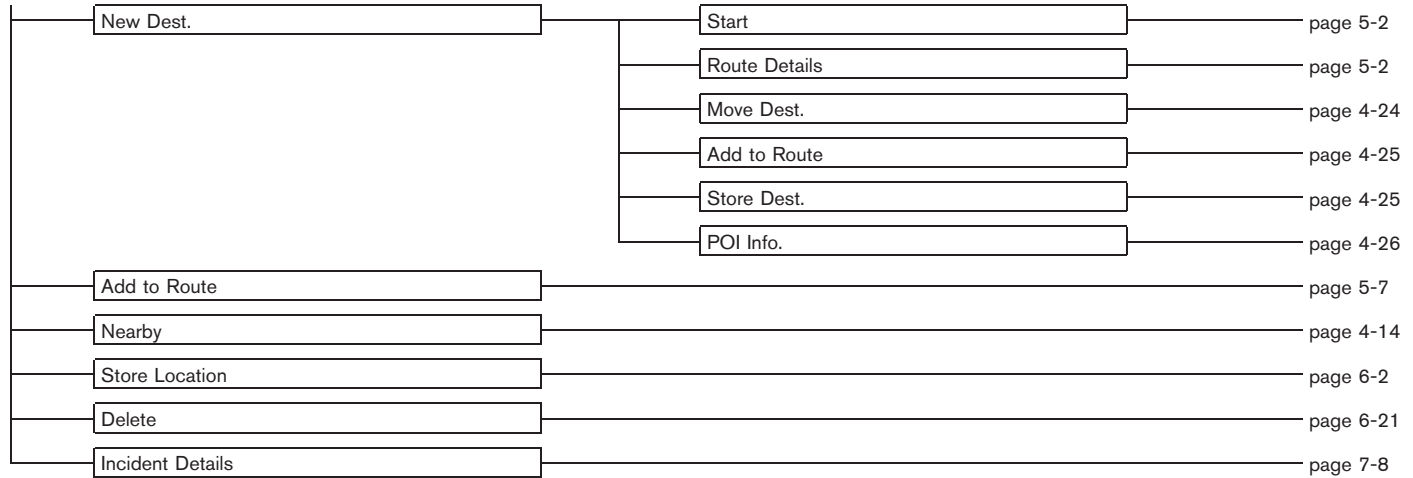 New Dest.
Start
page 5-2
Route Details
page 5-2
Move Dest.
page 4-24
Add to Route
page 4-25
Store Dest.
page 4-25
POI Info.
page 4-26
Add to Route
page 5-7
Nearby
page 4-14
Store Location
page 6-2
Delete
page 6-21
Incident Details
page 7-8